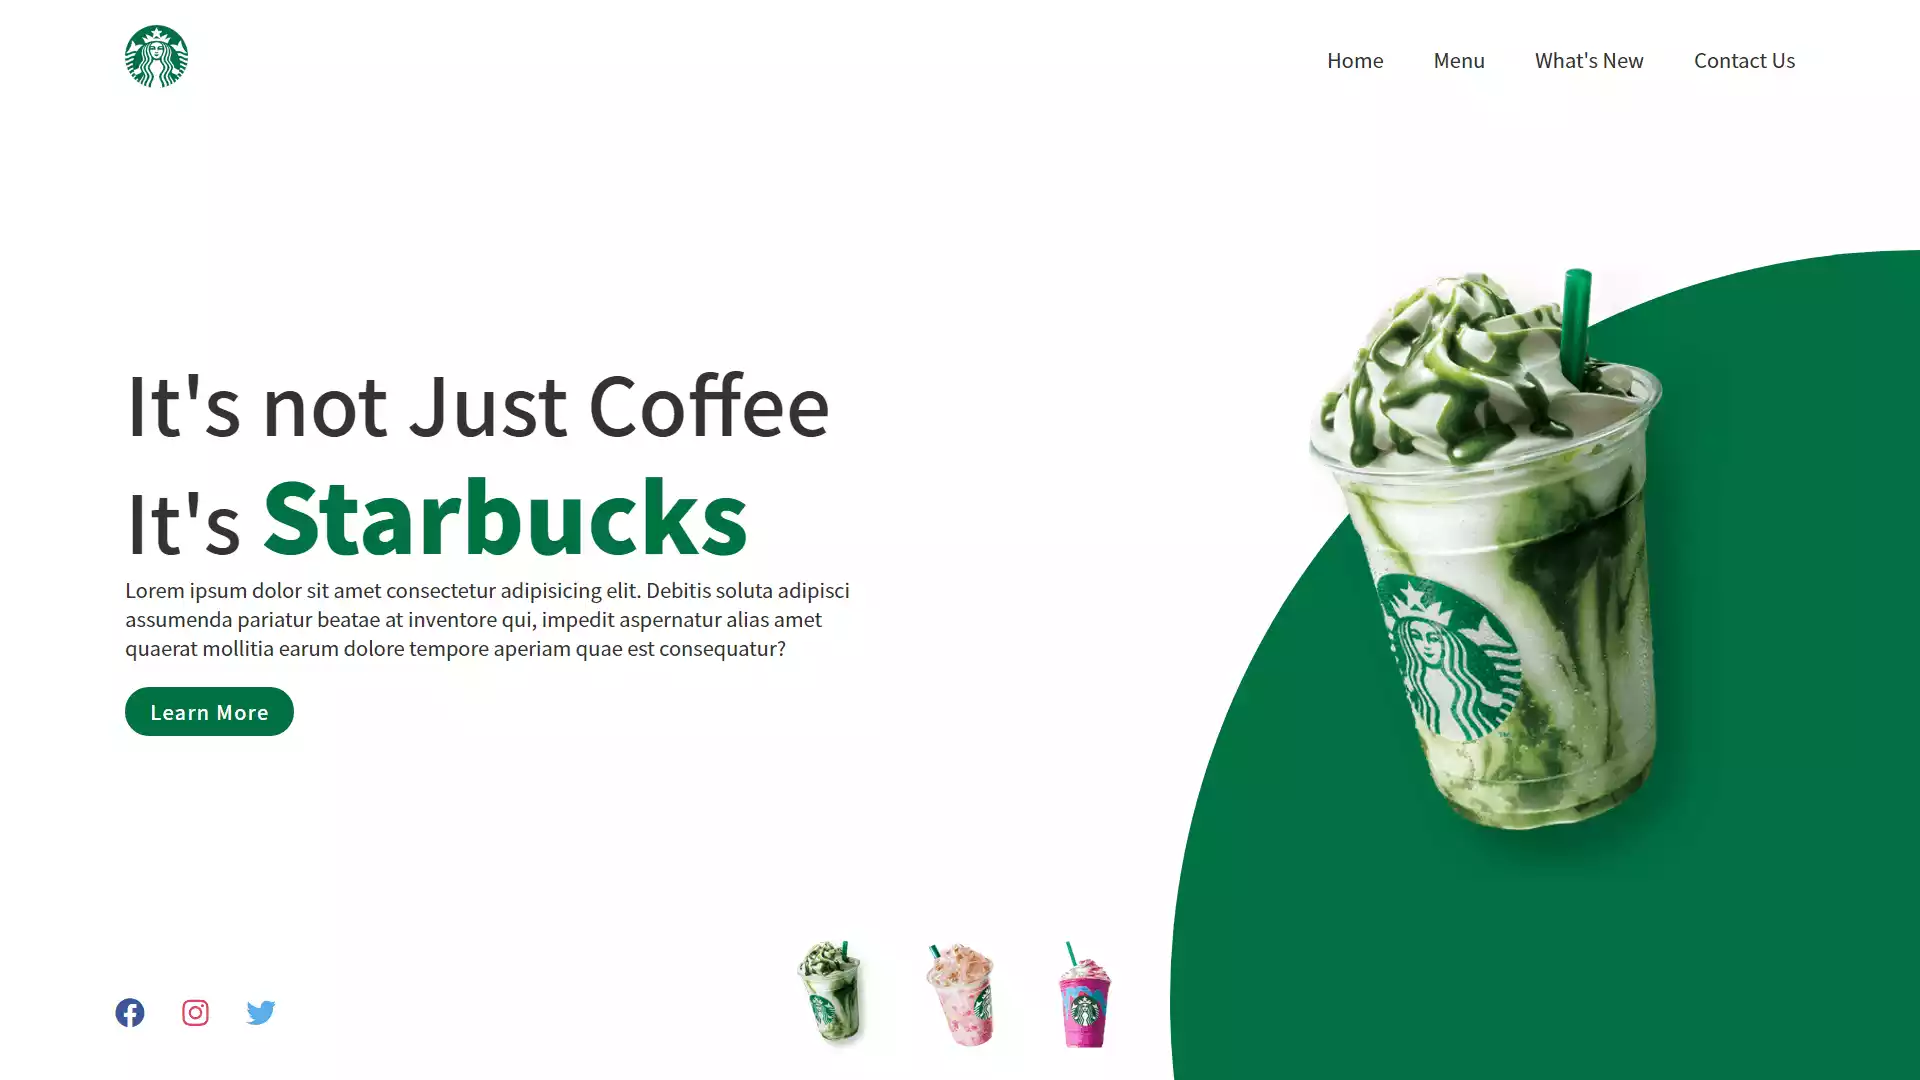 Home
Menu
What's New
Contact Us
It's not Just Coffee
It's Starbucks
Lorem ipsum dolor sit amet consectetur adipisicing elit. Debitis soluta adipisci
assumenda pariatur beatae at inventore qui, impedit aspernatur alias amet
quaerat mollitia earum dolore tempore aperiam quae est consequatur?
Learn More